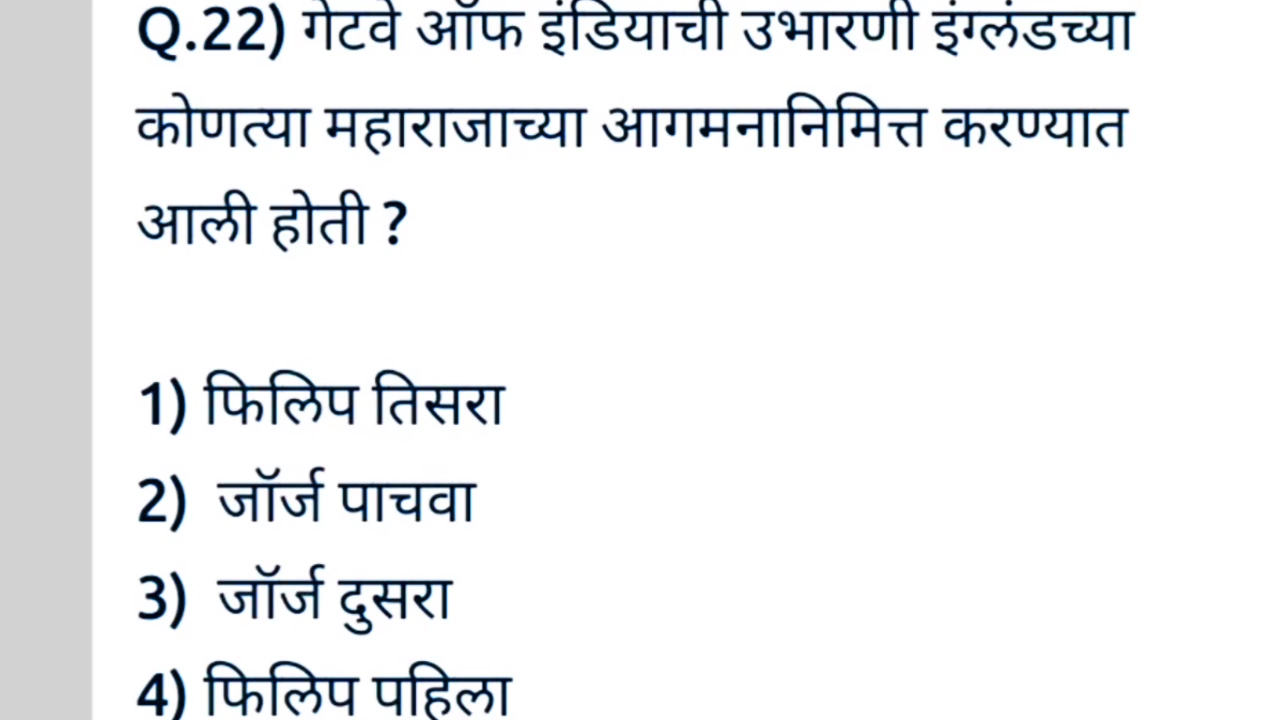 Q.22) गेटवे ऑफ इंडियाची उभारणी इंग्लंडच्या
कोणत्या महाराजाच्या आगमनानिमित्त करण्यात
आली होती ?
1) फिलिप तिसरा
2) जॉर्ज पाचवा
3) जॉर्ज दुसरा
4) फिलिप पहिला